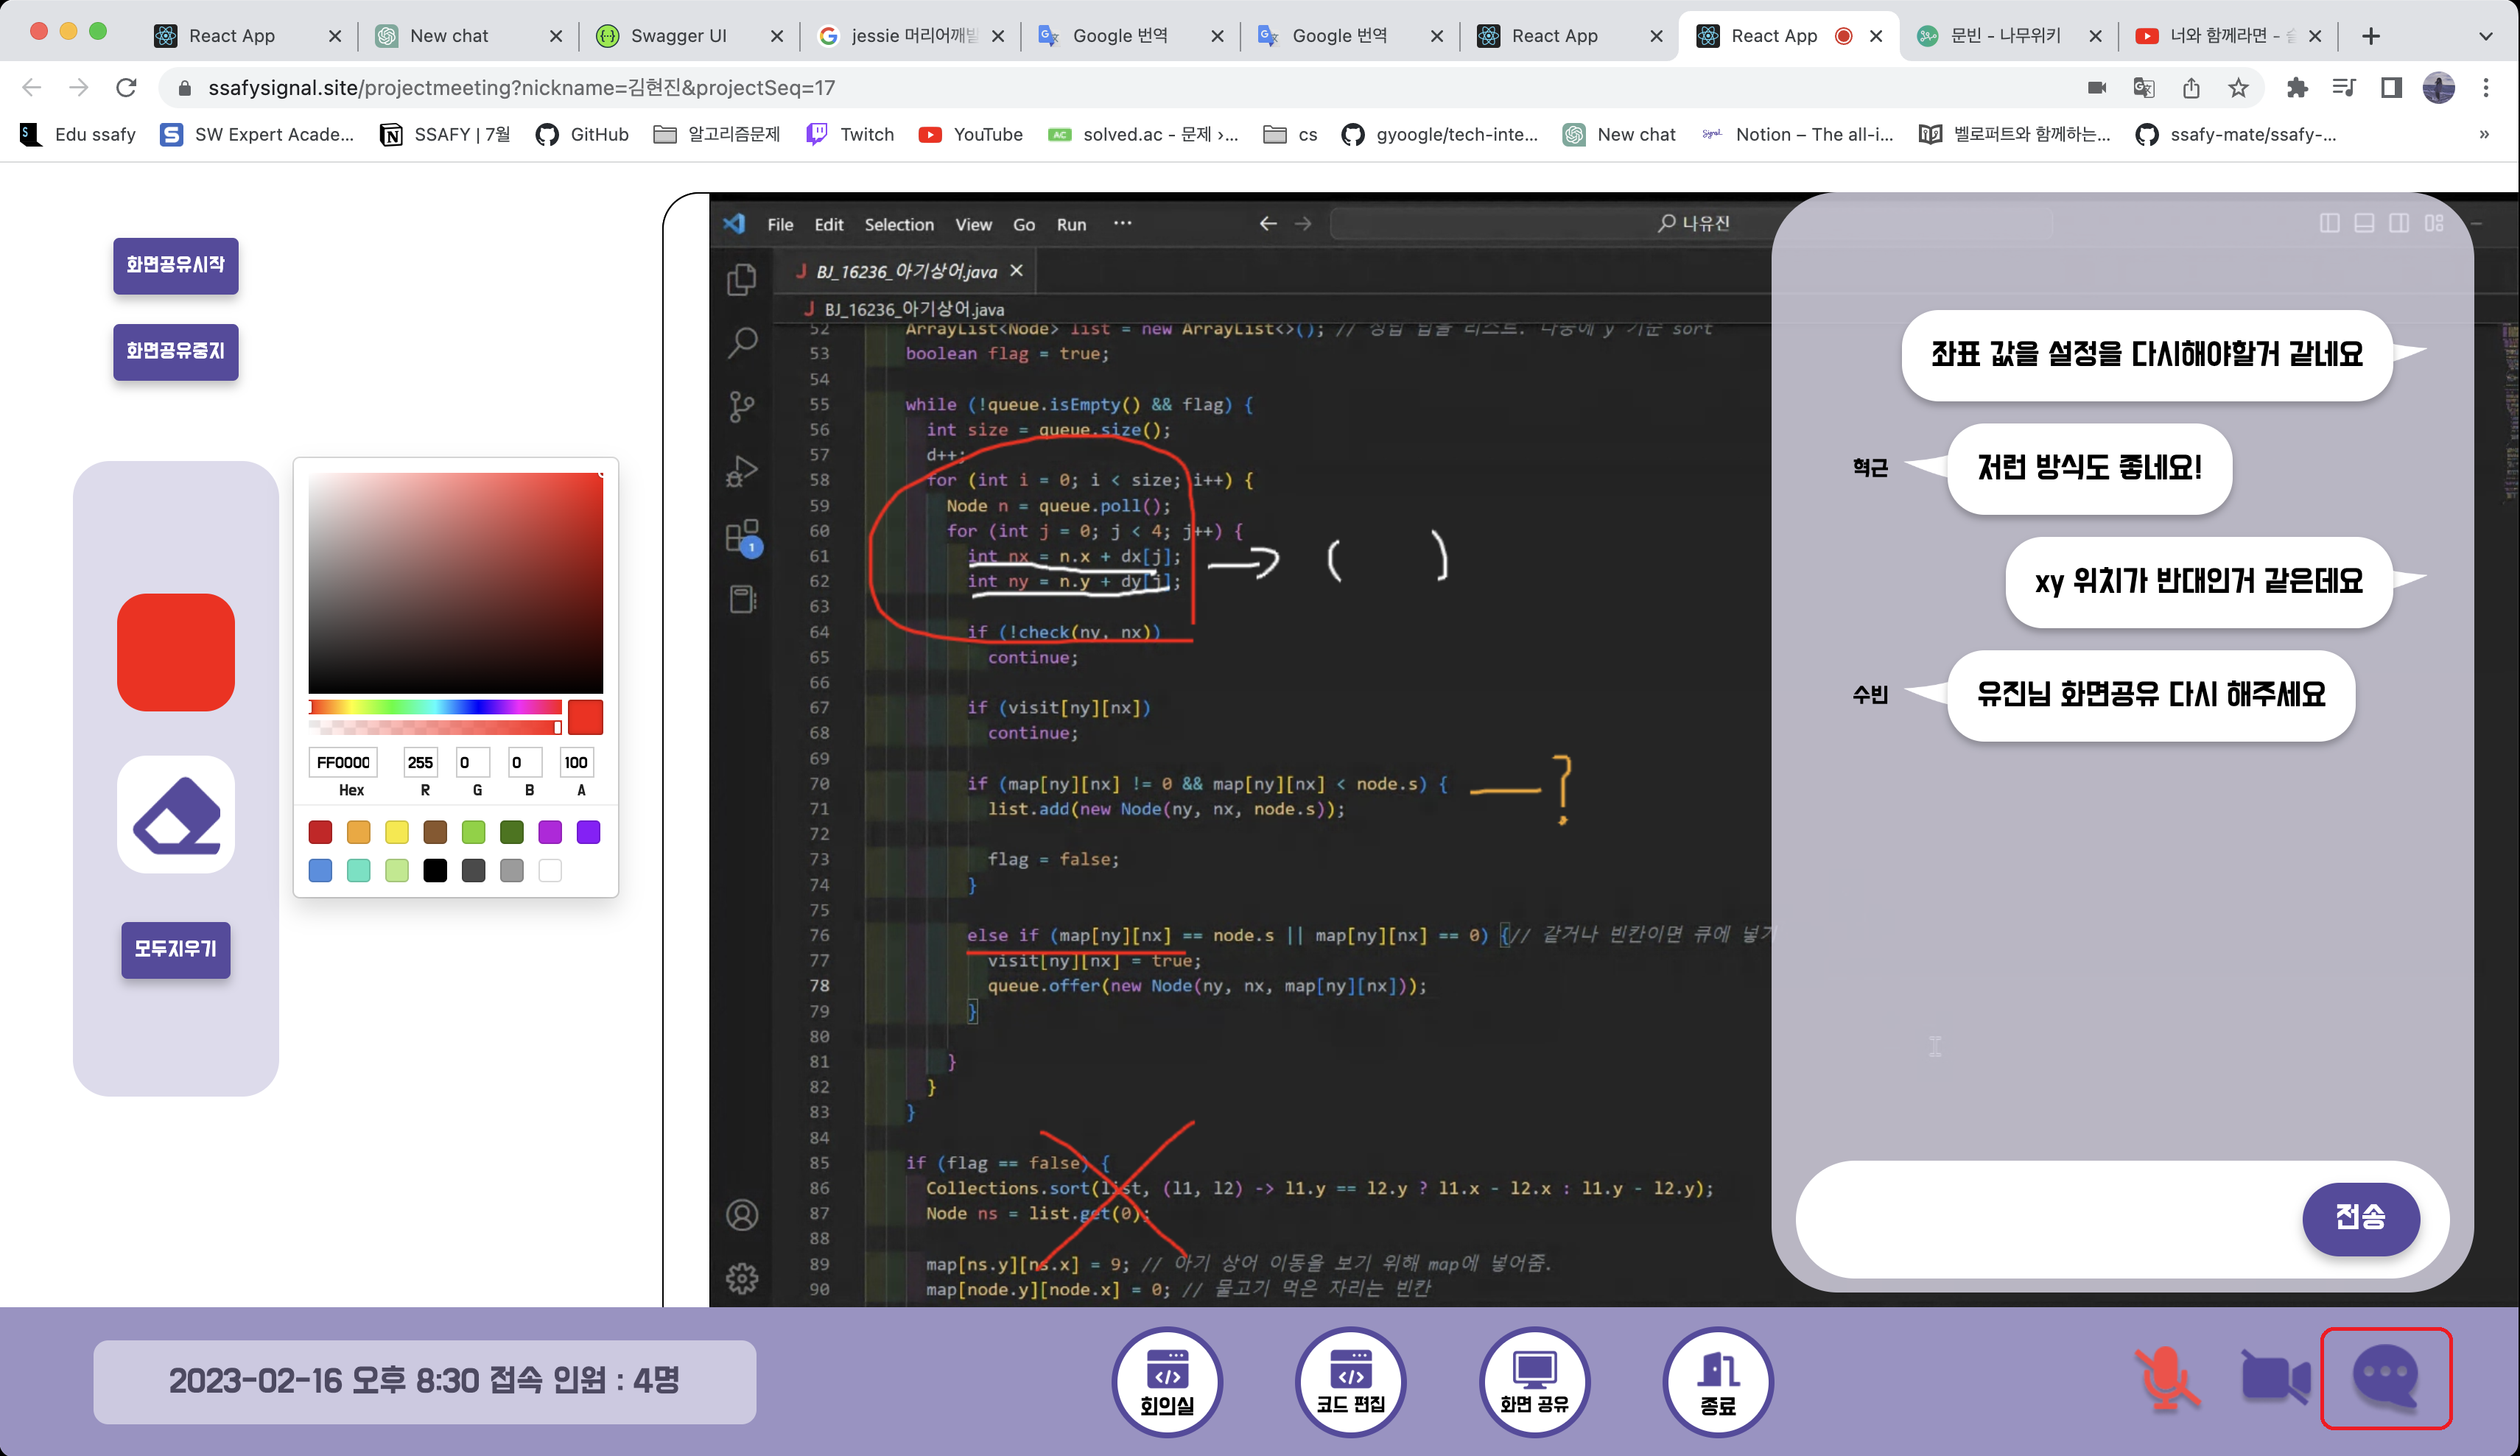 React App
New chat
Swagger UI
jessie 머리어깨발
Google 번역
Google 번역
React App
React App
문빈 - 나무위키
너와 함께라면 -
ssafysignal.site/projectmeeting?nickname=김현진&projectSeq=17
Edu ssafy
SW Expert Acade...
SSAFY | 7월
GitHub
알고리즘문제
Twitch
YouTube
solved.ac - 문제 ›...
cs
gyoogle/tech-inte...
New chat
Notion – The all-i...
벨로퍼트와 함께하는...
ssafy-mate/ssafy-...
»
화면공유시작
화면공유중지
FF0000 255 0 0 100
Hex R G B A
모두지우기
File Edit Selection View Go Run ···
나유진
BJ_16236_아기상어.java
BJ_16236_아기상어.java
52 ArrayList<Node> list = new ArrayList<>(); // 리스트. 나중에 y 기준 sort
53 boolean flag = true;
54
55 while (!queue.isEmpty() && flag) {
56 int size = queue.size();
57 d++;
58 for (int i = 0; i < size; i++) {
59 Node n = queue.poll();
60 for (int j = 0; j < 4; j++) {
61 int nx = n.x + dx[j];
62 int ny = n.y + dy[j];
( )
63
64 if (!check(ny, nx))
65 continue;
66
67 if (visit[ny][nx])
68 continue;
69
70 if (map[ny][nx] != 0 && map[ny][nx] < node.s) {
?
71 list.add(new Node(ny, nx, node.s));
72
73 flag = false;
74 }
75
76 else if (map[ny][nx] == node.s || map[ny][nx] == 0) {// 같거나 빈칸이면 큐에 넣기
77 visit[ny][nx] = true;
78 queue.offer(new Node(ny, nx, map[ny][nx]));
79 }
80
81 }
82 }
83 }
84
85 if (flag == false) {
86 Collections.sort(list, (l1, l2) -> l1.y == l2.y ? l1.x - l2.x : l1.y - l2.y);
87 Node ns = list.get(0);
88
89 map[ns.y][ns.x] = 9; // 아기 상어 이동을 보기 위해 map에 넣어줌.
90 map[node.y][node.x] = 0; // 물고기 먹은 자리는 빈칸
1
좌표 값을 설정을 다시해야할거 같네요
혁근
저런 방식도 좋네요!
xy 위치가 반대인거 같은데요
수빈
유진님 화면공유 다시 해주세요
전송
2023-02-16 오후 8:30 접속 인원 : 4명
회의실
코드 편집
화면 공유
종료